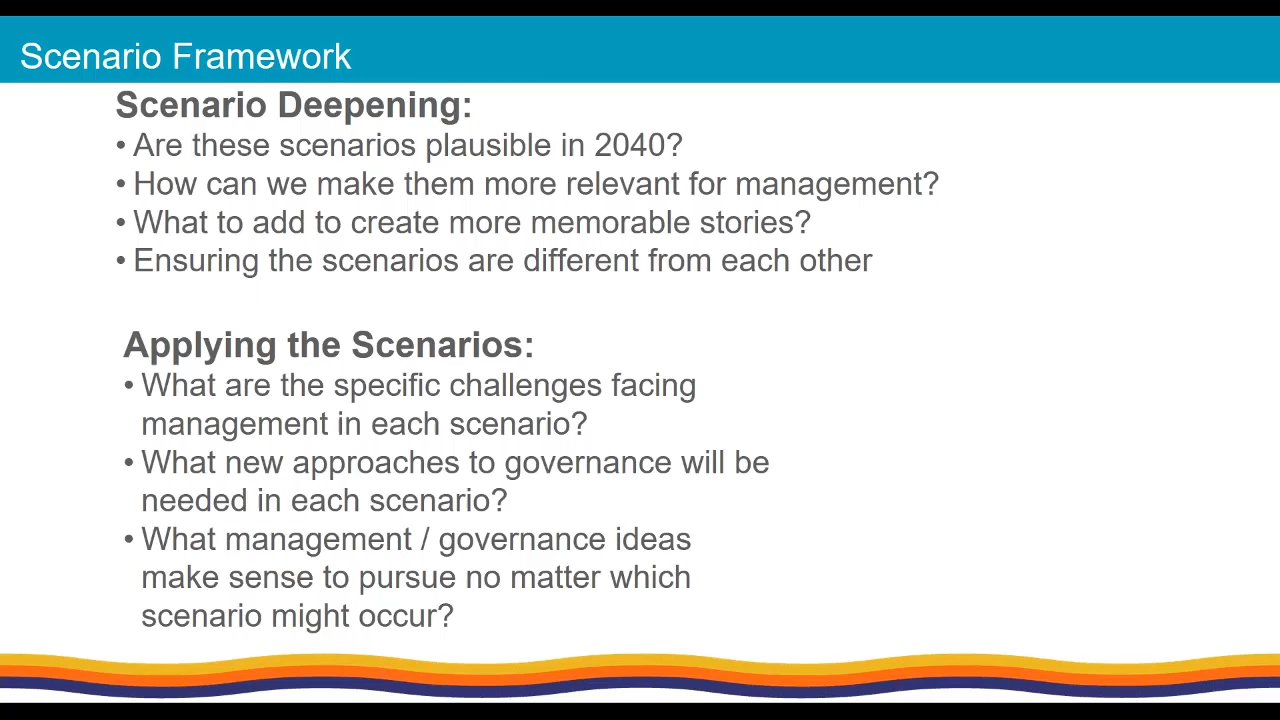 Scenario Framework
Scenario Deepening:
• Are these scenarios plausible in 2040?
• How can we make them more relevant for management?
• What to add to create more memorable stories?
• Ensuring the scenarios are different from each other
Applying the Scenarios:
• What are the specific challenges facing
management in each scenario?
• What new approaches to governance will be
needed in each scenario?
• What management / governance ideas
make sense to pursue no matter which
scenario might occur?